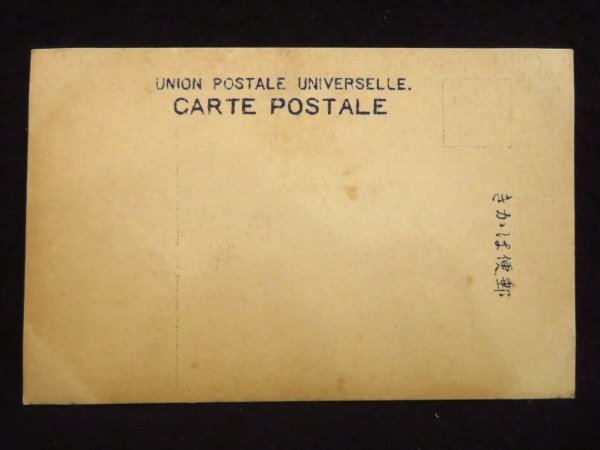 UNION POSTALE UNIVERSELLE.
CARTE POSTALE
きかは便郵